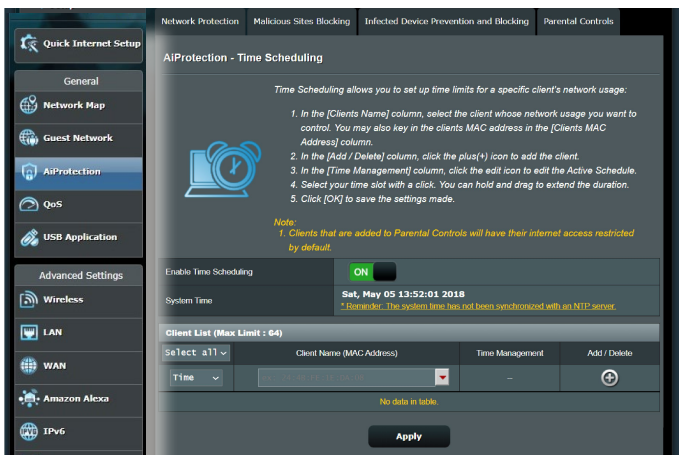 Network Protection Malicious Sites Blocking Infected Device Prevention and Blocking Parental Controls
Quick Internet Setup
AiProtection - Time Scheduling
General
Network Map
Guest Network
AiProtection
QoS
USB Application
Advanced Settings
Wireless
LAN
WAN
Amazon Alexa
IPv6
Time Scheduling allows you to set up time limits for a specific client's network usage:
1. In the [Clients Name] column, select the client whose network usage you want to
control. You may also key in the clients MAC address in the [Clients MAC
Address] column.
2. In the [Add / Delete] column, click the plus(+) icon to add the client.
3. In the [Time Management] column, click the edit icon to edit the Active Schedule.
4. Select your time slot with a click. You can hold and drag to extend the duration.
5. Click [OK] to save the settings made.
Note:
1. Clients that are added to Parental Controls will have their internet access restricted
by default.
Enable Time Scheduling ON
System Time Sat, May 05 13:52:01 2018
* Reminder: The system time has not been synchronized with an NTP server.
Client List (Max Limit : 64)
Select all Client Name (MAC Address) Time Management Add / Delete
Time --
No data in table.
Apply